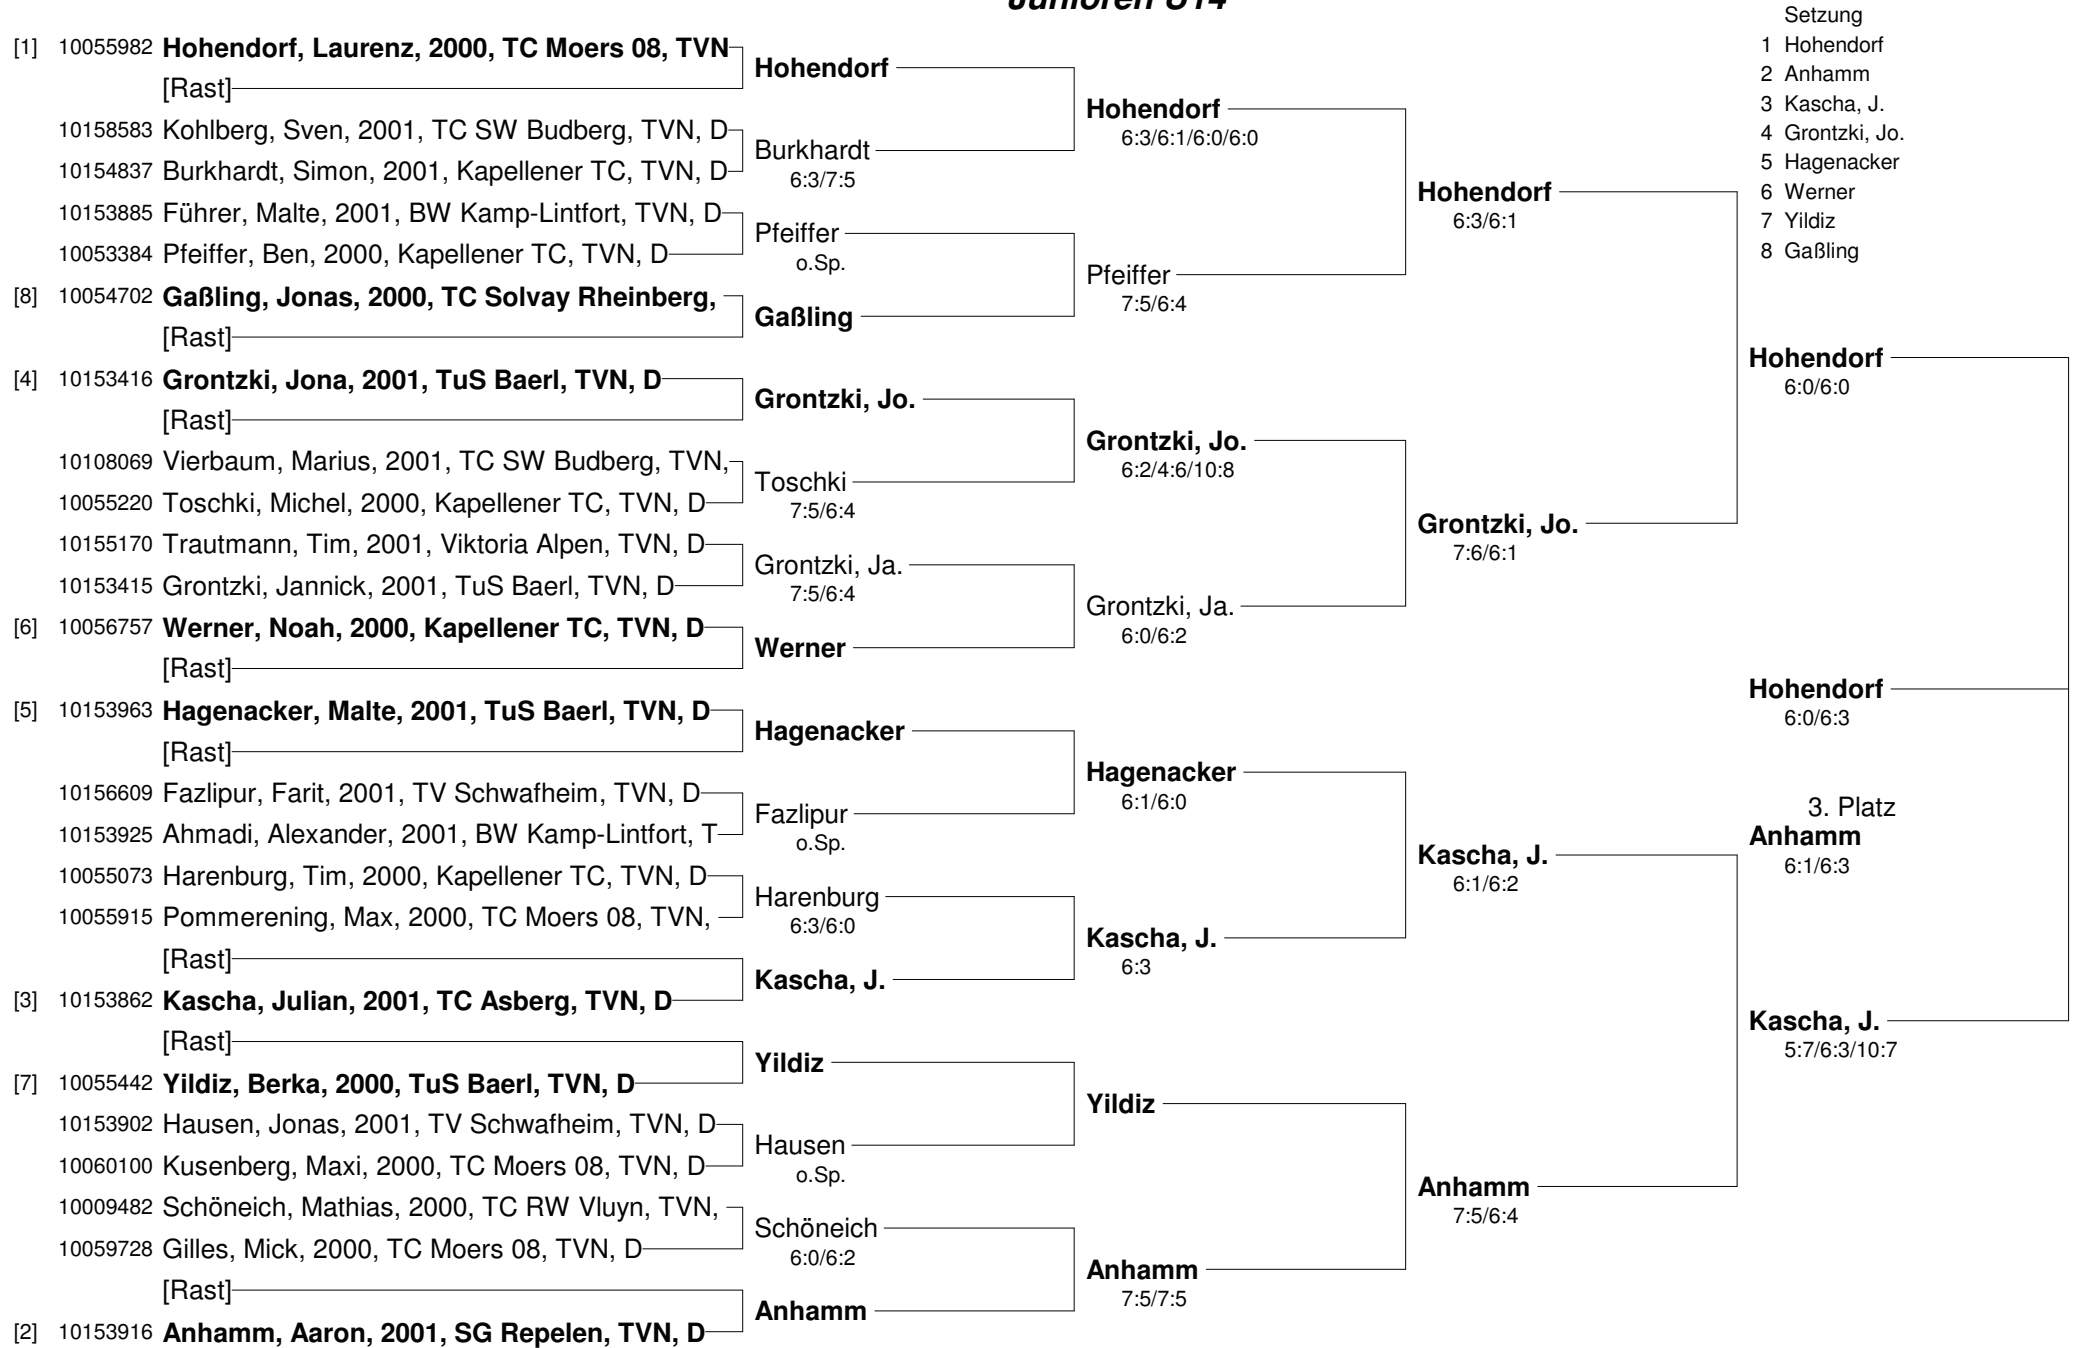 Junioren U14
[1] 10055982 Hohendorf, Laurenz, 2000, TC Moers 08, TVN
[Rast]
10158583 Kohlberg, Sven, 2001, TC SW Budberg, TVN, D
10154837 Burkhardt, Simon, 2001, Kapellener TC, TVN, D
10153885 Führer, Malte, 2001, BW Kamp-Lintfort, TVN, D
10053384 Pfeiffer, Ben, 2000, Kapellener TC, TVN, D
[8] 10054702 Gaßling, Jonas, 2000, TC Solvay Rheinberg,
[Rast]
[4] 10153416 Grontzki, Jona, 2001, TuS Baerl, TVN, D
[Rast]
10108069 Vierbaum, Marius, 2001, TC SW Budberg, TVN,
10055220 Toschki, Michel, 2000, Kapellener TC, TVN, D
10155170 Trautmann, Tim, 2001, Viktoria Alpen, TVN, D
10153415 Grontzki, Jannick, 2001, TuS Baerl, TVN, D
[6] 10056757 Werner, Noah, 2000, Kapellener TC, TVN, D
[Rast]
[5] 10153963 Hagenacker, Malte, 2001, TuS Baerl, TVN, D
[Rast]
10156609 Fazlipur, Farit, 2001, TV Schwafheim, TVN, D
10153925 Ahmadi, Alexander, 2001, BW Kamp-Lintfort, T
10055073 Harenburg, Tim, 2000, Kapellener TC, TVN, D
10055915 Pommerening, Max, 2000, TC Moers 08, TVN,
[Rast]
[3] 10153862 Kascha, Julian, 2001, TC Asberg, TVN, D
[Rast]
[7] 10055442 Yildiz, Berka, 2000, TuS Baerl, TVN, D
10153902 Hausen, Jonas, 2001, TV Schwafheim, TVN, D
10060100 Kusenberg, Maxi, 2000, TC Moers 08, TVN, D
10009482 Schöneich, Mathias, 2000, TC RW Vluyn, TVN,
10059728 Gilles, Mick, 2000, TC Moers 08, TVN, D
[Rast]
[2] 10153916 Anhamm, Aaron, 2001, SG Repelen, TVN, D
Hohendorf
Burkhardt
6:3/7:5
Pfeiffer
o.Sp.
Gaßling
Grontzki, Jo.
Toschki
7:5/6:4
Grontzki, Ja.
7:5/6:4
Werner
Hagenacker
Fazlipur
o.Sp.
Harenburg
6:3/6:0
Kascha, J.
Yildiz
Hausen
o.Sp.
Schöneich
6:0/6:2
Anhamm
Hohendorf
6:3/6:1/6:0/6:0
Pfeiffer
7:5/6:4
Grontzki, Jo.
6:2/4:6/10:8
Grontzki, Ja.
6:0/6:2
Hagenacker
6:1/6:0
Kascha, J.
6:3
Yildiz
Anhamm
7:5/7:5
Hohendorf
6:3/6:1
Grontzki, Jo.
7:6/6:1
Kascha, J.
6:1/6:2
Anhamm
7:5/6:4
Setzung
1 Hohendorf
2 Anhamm
3 Kascha, J.
4 Grontzki, Jo.
5 Hagenacker
6 Werner
7 Yildiz
8 Gaßling
Hohendorf
6:0/6:0
Hohendorf
6:0/6:3
3. Platz
Anhamm
6:1/6:3
Kascha, J.
5:7/6:3/10:7